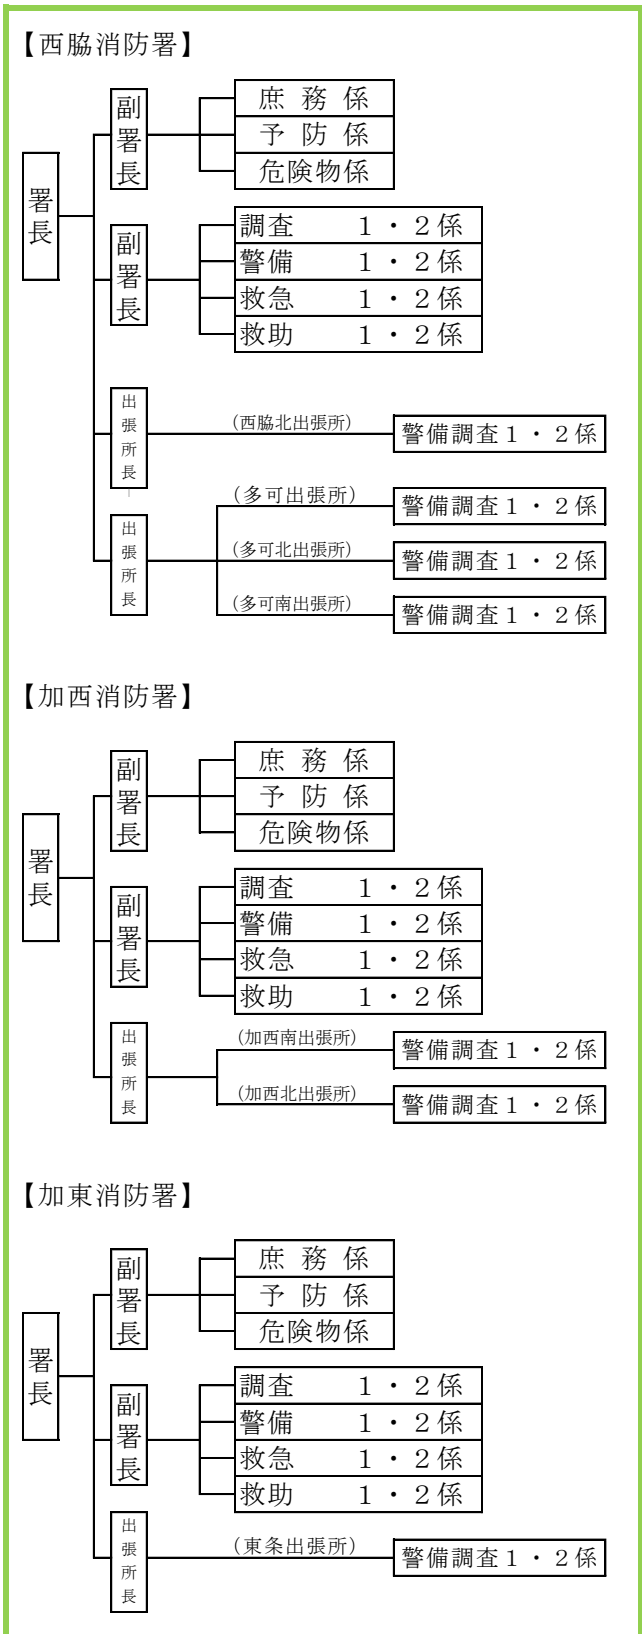 【西脇消防署】
副署長
庶務係
予防係
危険物係
署長
副署長
調査　１・２係
警備　１・２係
救急　１・２係
救助　１・２係
出張所長
(西脇北出張所)
警備調査１・２係
出張所長
(多可出張所)
警備調査１・２係
(多可北出張所)
警備調査１・２係
(多可南出張所)
警備調査１・２係
【加西消防署】
副署長
庶務係
予防係
危険物係
署長
副署長
調査　１・２係
警備　１・２係
救急　１・２係
救助　１・２係
出張所長
(加西南出張所)
警備調査１・２係
(加西北出張所)
警備調査１・２係
【加東消防署】
副署長
庶務係
予防係
危険物係
署長
副署長
調査　１・２係
警備　１・２係
救急　１・２係
救助　１・２係
出張所長
(東条出張所)
警備調査１・２係